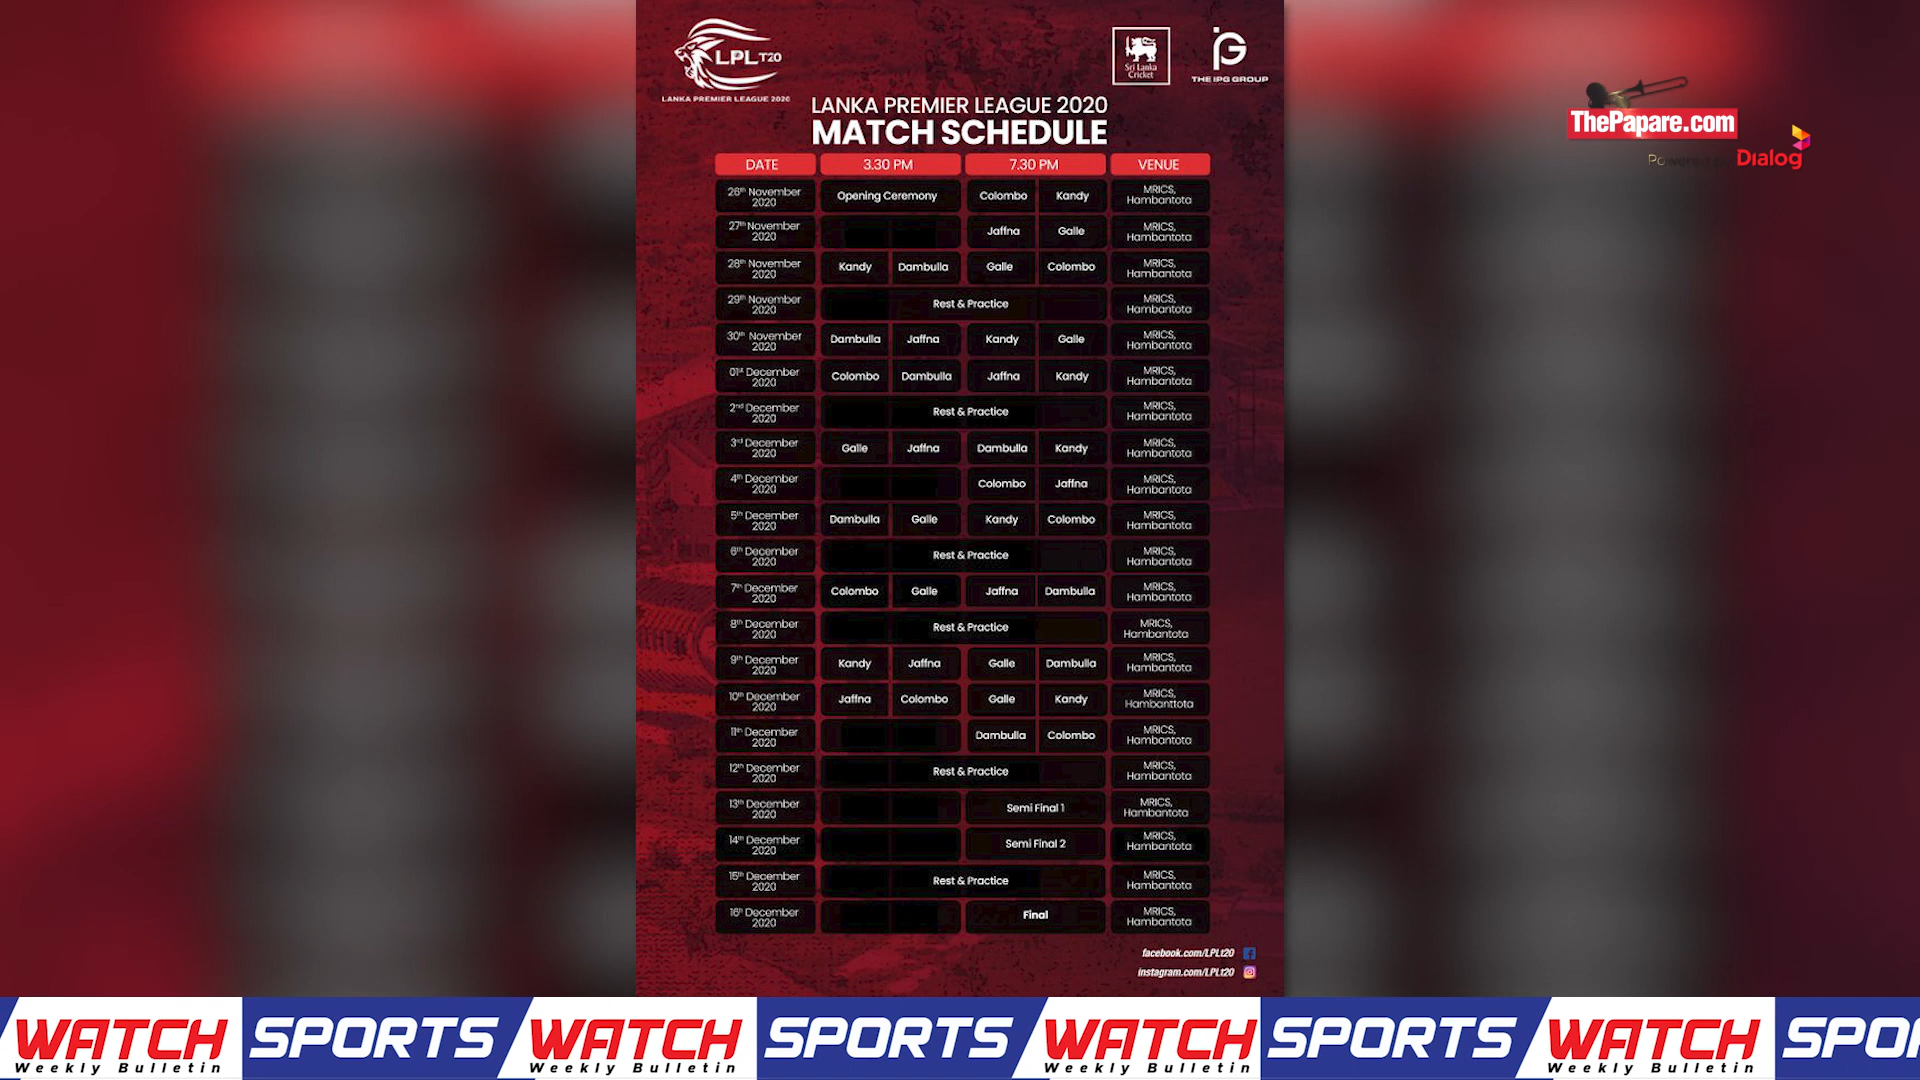 LPL T20
LANKA PREMIER LEAGUE 2020
Sri Lanka
Cricket
THE IPG GROUP
ThePapare.com
Powered by Dialog
LANKA PREMIER LEAGUE 2020
MATCH SCHEDULE
DATE 3.30 PM 7.30 PM VENUE
26th November 2020 Opening Ceremony Colombo Kandy MRICS, Hambantota
27th November 2020 Jaffna Galle MRICS, Hambantota
28th November 2020 Kandy Dambulla Galle Colombo MRICS, Hambantota
29th November 2020 Rest & Practice MRICS, Hambantota
30th November 2020 Dambulla Jaffna Kandy Galle MRICS, Hambantota
01st December 2020 Colombo Dambulla Jaffna Kandy MRICS, Hambantota
2nd December 2020 Rest & Practice MRICS, Hambantota
3rd December 2020 Galle Jaffna Dambulla Kandy MRICS, Hambantota
4th December 2020 Colombo Jaffna MRICS, Hambantota
5th December 2020 Dambulla Galle Kandy Colombo MRICS, Hambantota
6th December 2020 Rest & Practice MRICS, Hambantota
7th December 2020 Colombo Galle Jaffna Dambulla MRICS, Hambantota
8th December 2020 Rest & Practice MRICS, Hambantota
9th December 2020 Kandy Jaffna Galle Dambulla MRICS, Hambantota
10th December 2020 Jaffna Colombo Galle Kandy MRICS, Hambanttota
11th December 2020 Dambulla Colombo MRICS, Hambantota
12th December 2020 Rest & Practice MRICS, Hambantota
13th December 2020 Semi Final 1 MRICS, Hambantota
14th December 2020 Semi Final 2 MRICS, Hambantota
15th December 2020 Rest & Practice MRICS, Hambantota
16th December 2020 Final MRICS, Hambantota
facebook.com/LPLt20
instagram.com/LPLt20
WATCH SPORTS WATCH SPORTS WATCH SPORTS WATCH SPO
Weekly Bulletin Weekly Bulletin Weekly Bulletin Weekly Bulletin